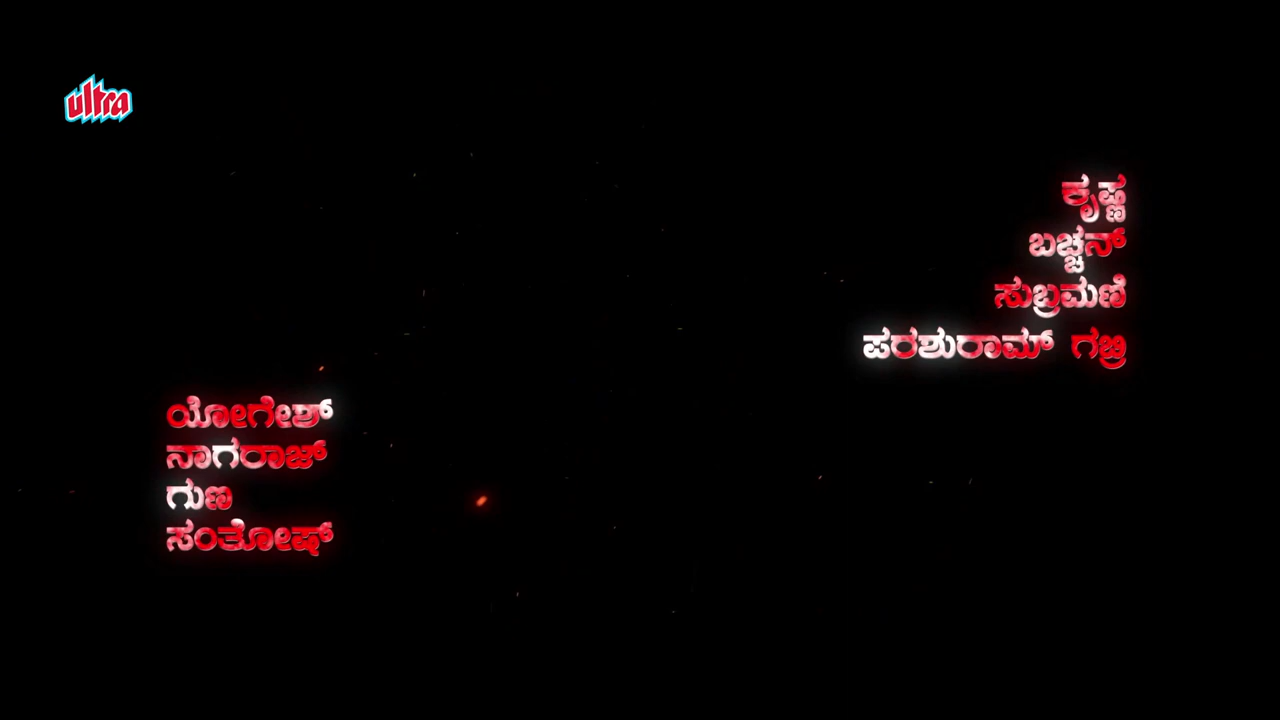 ultra
ಕೃಷ್ಣ
ಬಚ್ಚನ್
ಸುಬ್ರಮಣಿ
ಪರಶುರಾಮ್ ಗಬ್ರಿ
ಯೋಗೇಶ್
ನಾಗರಾಜ್
ಗುಣ
ಸಂತೋಷ್